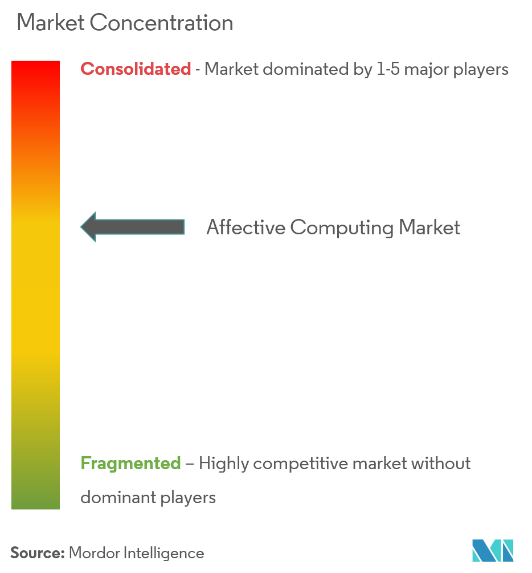 Market Concentration
Consolidated - Market dominated by 1-5 major players
Affective Computing Market
Fragmented – Highly competitive market without
dominant players
Source: Mordor Intelligence